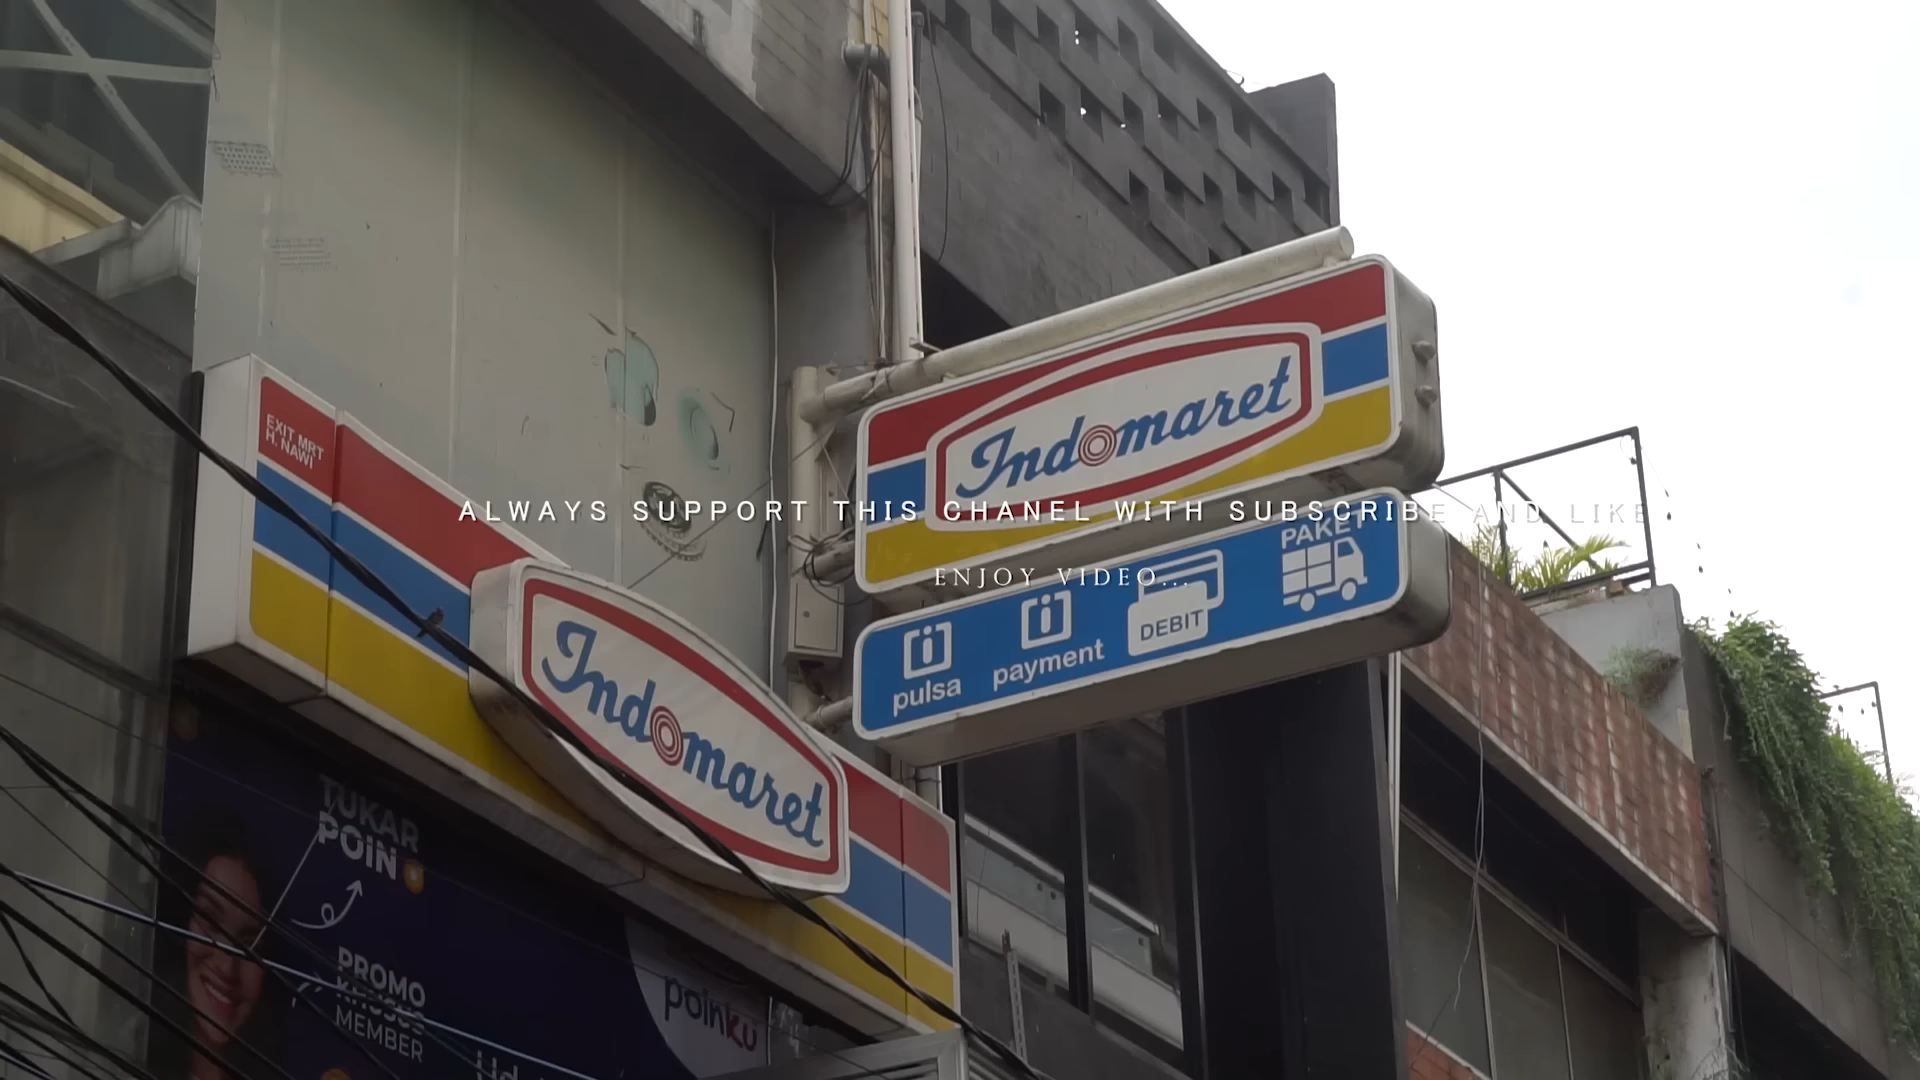 EXIT MRT
H. NAWI
Indomaret
ALWAYS SUPPORT THIS CHANEL WITH SUBSCRIBE AND LIKE
ENJOY VIDEO...
PAKET
DEBIT
payment
pulsa
Indomaret
TUKAR
POIN
PROMO
KHUSUS
MEMBER
poinku